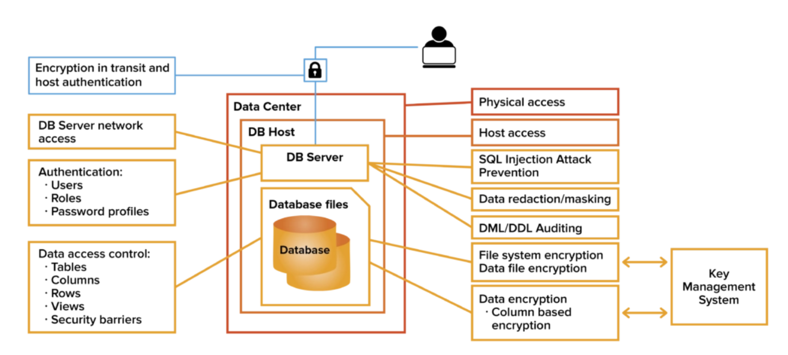 Encryption in transit and
host authentication
DB Server network
access
Authentication:
· Users
· Roles
· Password profiles
Data access control:
· Tables
· Columns
· Rows
· Views
· Security barriers
Data Center
DB Host
DB Server
Database files
Database
Physical access
Host access
SQL Injection Attack
Prevention
Data redaction/masking
DML/DDL Auditing
File system encryption
Data file encryption
Data encryption
· Column based
encryption
Key
Management
System